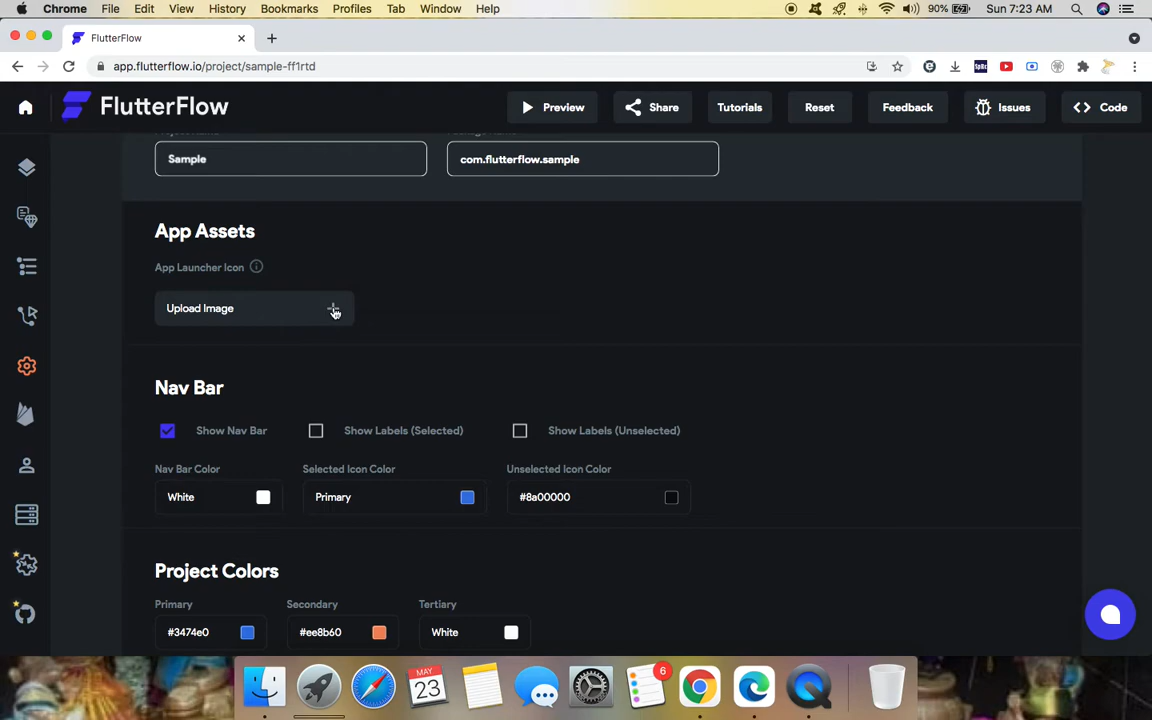 Chrome File Edit View History Bookmarks Profiles Tab Window Help 90% Sun 7:23 AM
FlutterFlow
app.flutterflow.io/project/sample-ff1rtd
FlutterFlow Preview Share Tutorials Reset Feedback Issues Code
Sample com.flutterflow.sample
App Assets
App Launcher Icon
Upload Image
Nav Bar
Show Nav Bar Show Labels (Selected) Show Labels (Unselected)
Nav Bar Color Selected Icon Color Unselected Icon Color
White Primary #8a00000
Project Colors
Primary Secondary Tertiary
#3474e0 #ee8b60 White
MAY 6
23